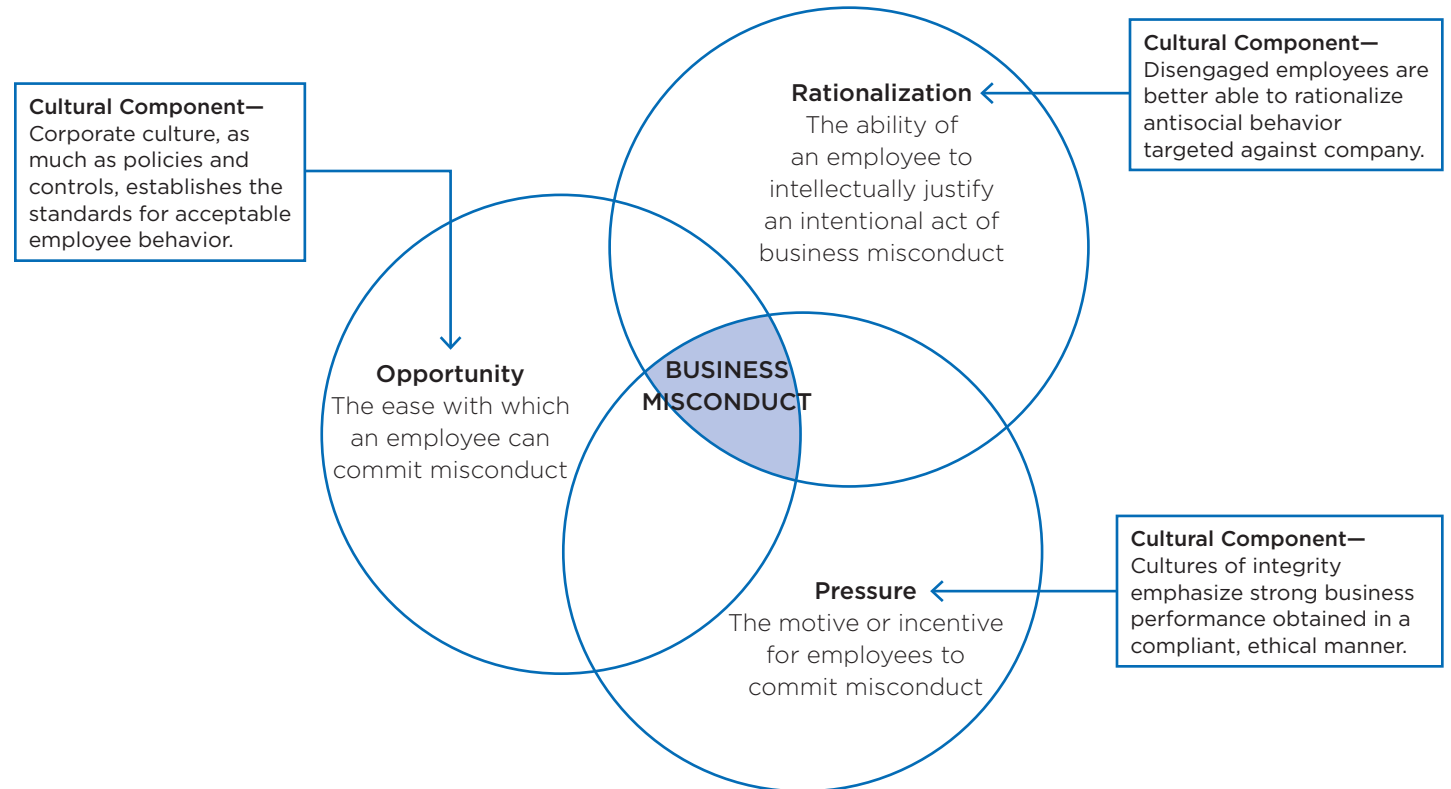 Cultural Component—
Corporate culture, as
much as policies and
controls, establishes the
standards for acceptable
employee behavior.
Rationalization
The ability of
an employee to
intellectually justify
an intentional act of
business misconduct
Cultural Component—
Disengaged employees are
better able to rationalize
antisocial behavior
targeted against company.
Opportunity
The ease with which
an employee can
commit misconduct
BUSINESS
MISCONDUCT
Pressure
The motive or incentive
for employees to
commit misconduct
Cultural Component—
Cultures of integrity
emphasize strong business
performance obtained in a
compliant, ethical manner.